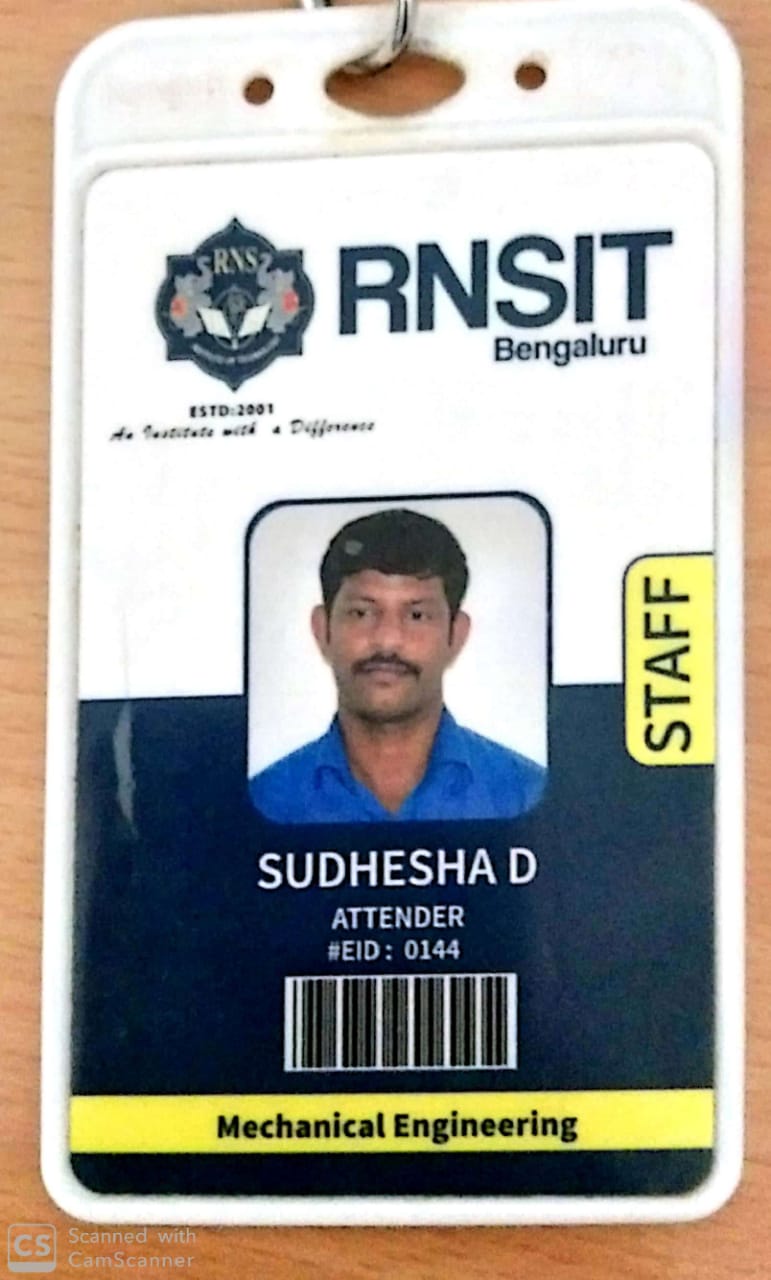 RNS
RNSIT
Bengaluru
ESTD:2001
An Institute with a Difference
STAFF
SUDHESHA D
ATTENDER
#EID : 0144
Mechanical Engineering
CS Scanned with
CamScanner